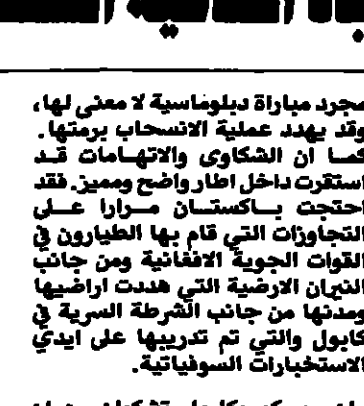 مجرد مباراة دبلوماسية لا معنى لها،
وقد يهدد عملية الانسحاب برمتها.
كما ان الشكاوى والاتهامات قد
استقرت داخل اطار واضح ومميز. فقد
احتجت باكستان مرارا على
التجاوزات التي قام بها الطيارون في
القوات الجوية الافغانية ومن جانب
النيران الارضية التي هددت اراضيها
ومدنها من جانب الشرطة السرية في
كابول والتي تم تدريبها على ايدي
الاستخبارات السوفياتية.